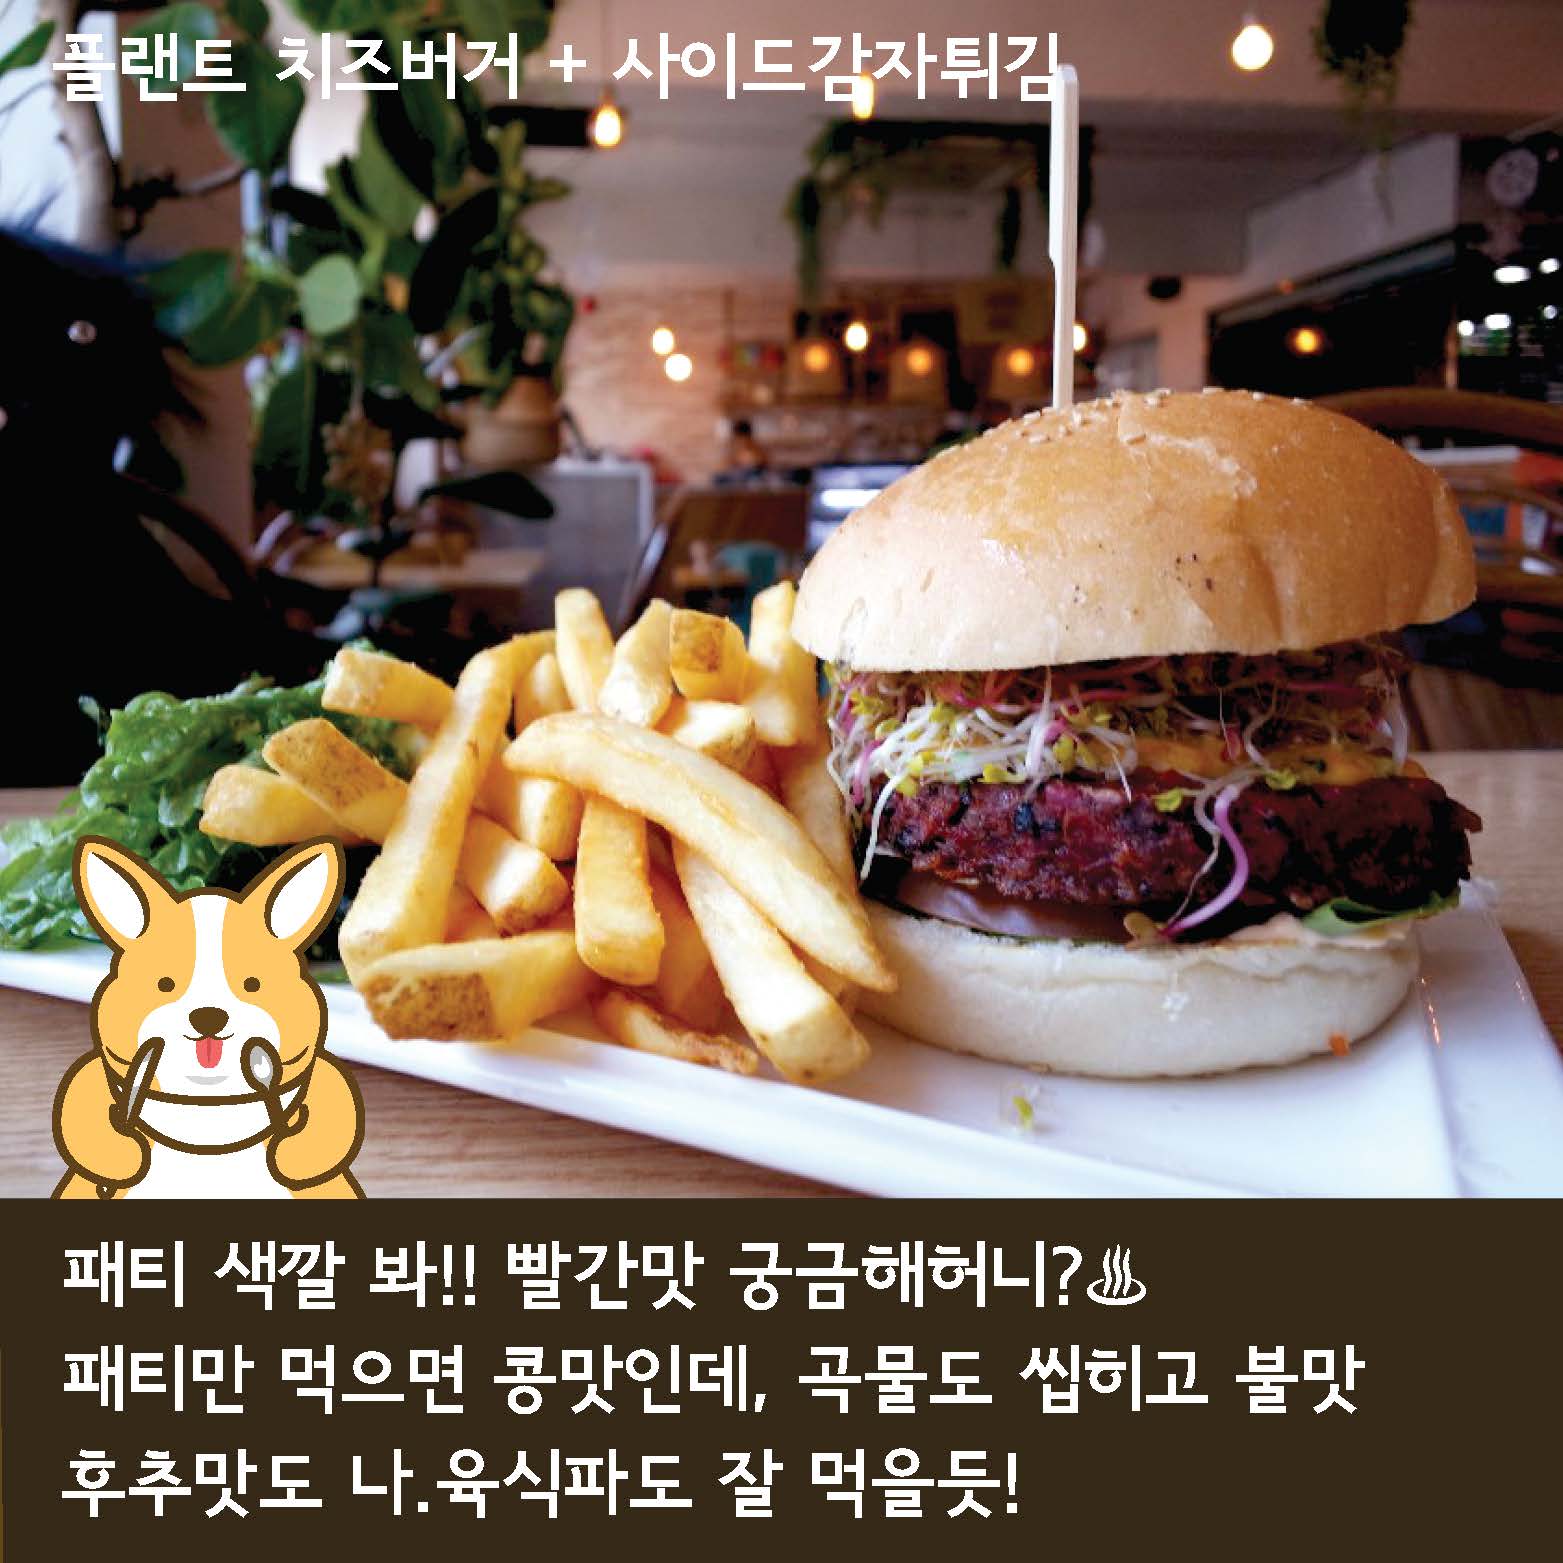 플랜트 치즈버거 + 사이드감자튀김
패티 색깔 봐!! 빨간맛 궁금해허니?♨
패티만 먹으면 콩맛인데, 곡물도 씹히고 불맛
후추맛도 나.육식파도 잘 먹을듯!